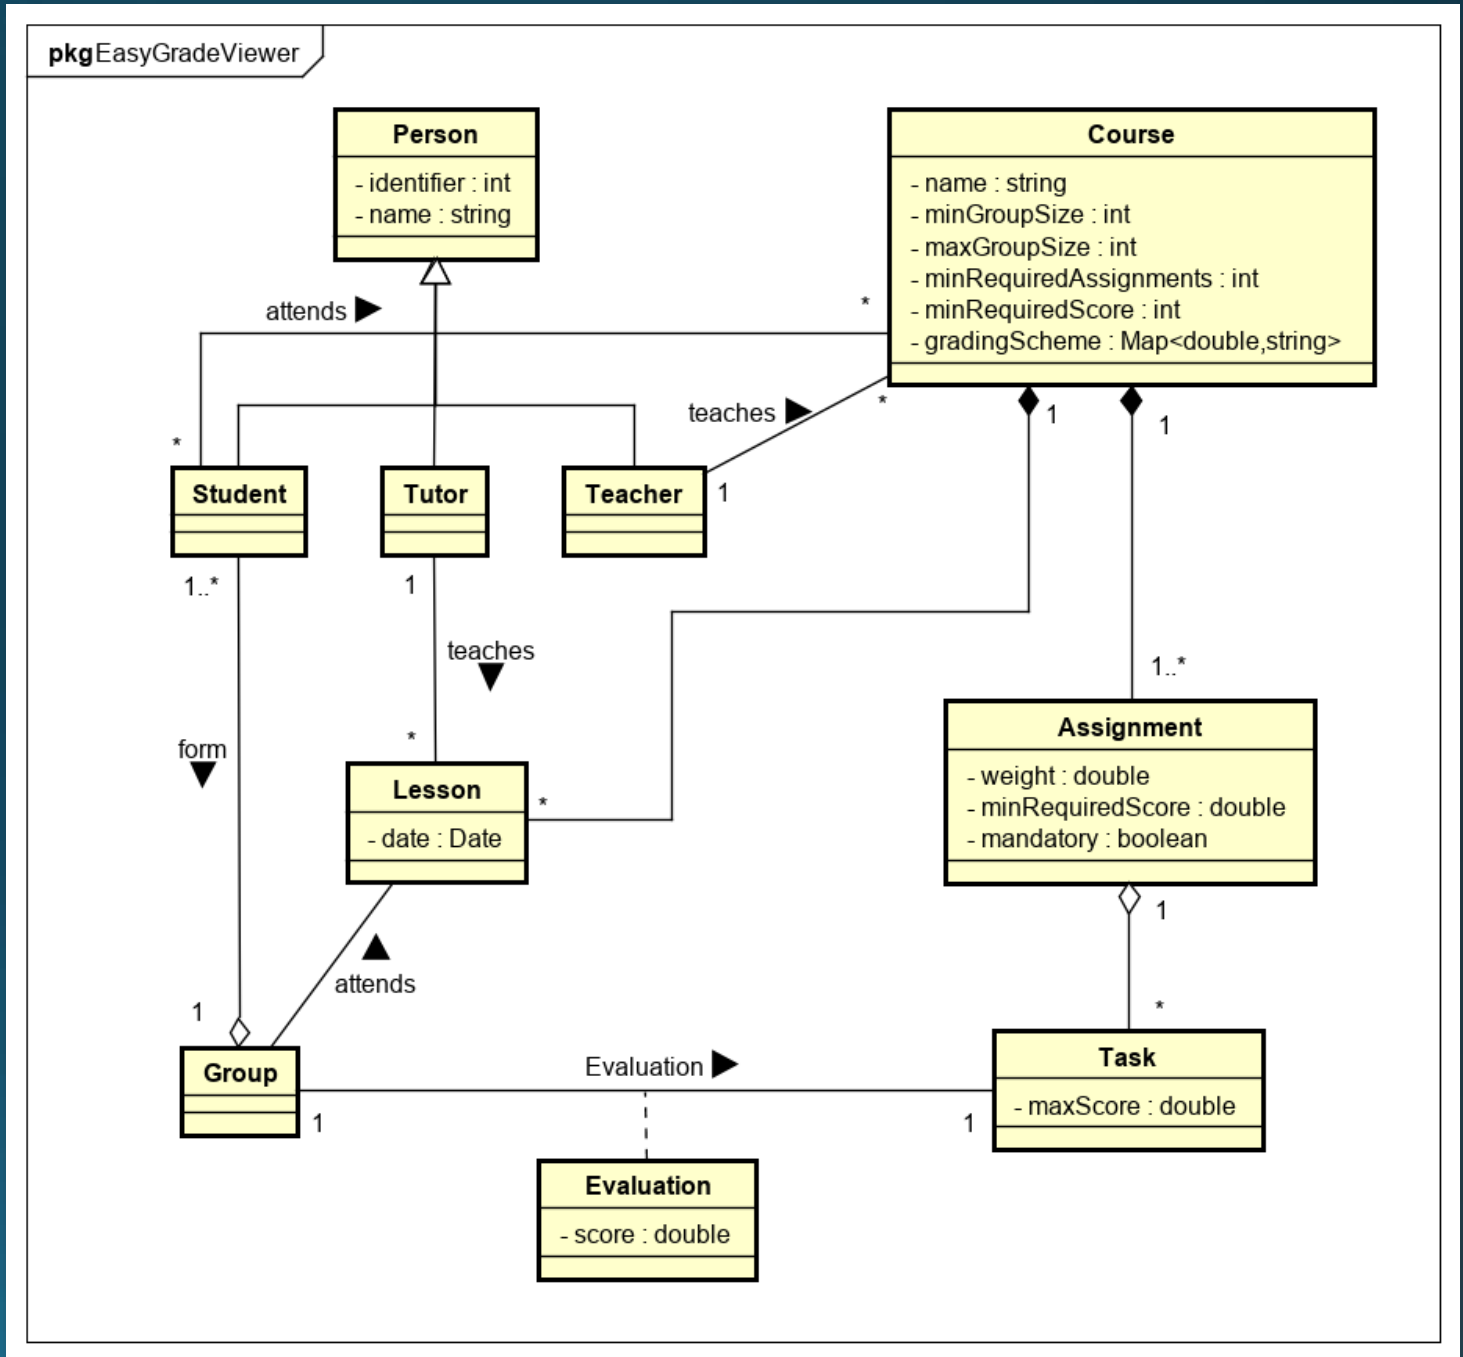 pkg EasyGradeViewer
Person
- identifier : int
- name : string
Course
- name : string
- minGroupSize : int
- maxGroupSize : int
- minRequiredAssignments : int
- minRequiredScore : int
- gradingScheme : Map<double,string>
attends ▶
*
*
teaches ▶
*
1
1
1
Student
Tutor
Teacher
1..*
1
teaches
▼
*
form
▼
1..*
Lesson
- date : Date
*
Assignment
- weight : double
- minRequiredScore : double
- mandatory : boolean
▲
attends
1
1
*
Group
Evaluation ▶
1
1
Task
- maxScore : double
Evaluation
- score : double